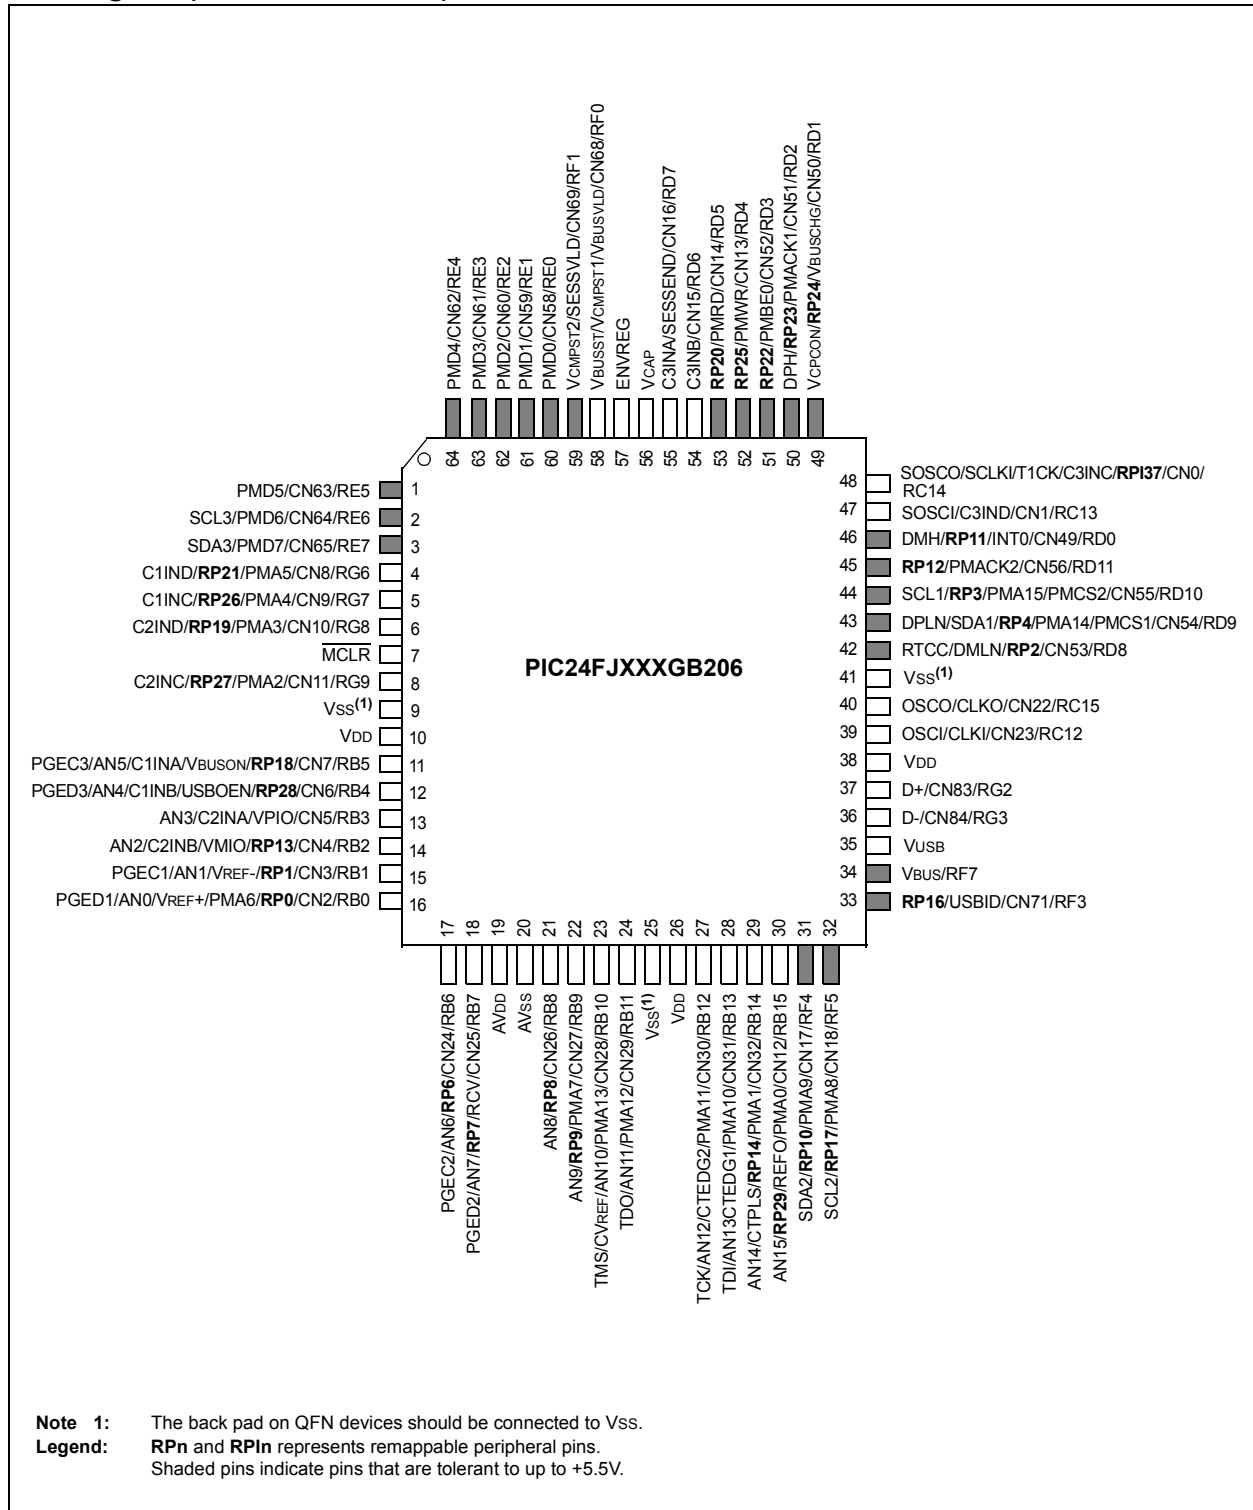 PMD4/CN62/RE4
PMD3/CN61/RE3
PMD2/CN60/RE2
PMD1/CN59/RE1
PMD0/CN58/RE0
VCMPST2/SESSVLD/CN69/RF1
VBUSST/VCMPST1/VBUSVLD/CN68/RF0
ENVREG
VCAP
C3INA/SESSEND/CN16/RD7
C3INB/CN15/RD6
RP20/PMRD/CN14/RD5
RP25/PMWR/CN13/RD4
RP22/PMBE0/CN52/RD3
DPH/RP23/PMACK1/CN51/RD2
VCPCON/RP24/VBUSCHG/CN50/RD1
64
63
62
61
60
59
58
57
56
55
54
53
52
51
50
49
PMD5/CN63/RE5 1
SCL3/PMD6/CN64/RE6 2
SDA3/PMD7/CN65/RE7 3
C1IND/RP21/PMA5/CN8/RG6 4
C1INC/RP26/PMA4/CN9/RG7 5
C2IND/RP19/PMA3/CN10/RG8 6
MCLR 7
C2INC/RP27/PMA2/CN11/RG9 8
VSS(1) 9
VDD 10
PGEC3/AN5/C1INA/VBUSON/RP18/CN7/RB5 11
PGED3/AN4/C1INB/USBOEN/RP28/CN6/RB4 12
AN3/C2INA/VPIO/CN5/RB3 13
AN2/C2INB/VMIO/RP13/CN4/RB2 14
PGEC1/AN1/VREF-/RP1/CN3/RB1 15
PGED1/AN0/VREF+/PMA6/RP0/CN2/RB0 16
PIC24FJXXXGB206
48 SOSCO/SCLKI/T1CK/C3INC/RPI37/CN0/
RC14
47 SOSCI/C3IND/CN1/RC13
46 DMH/RP11/INT0/CN49/RD0
45 RP12/PMACK2/CN56/RD11
44 SCL1/RP3/PMA15/PMCS2/CN55/RD10
43 DPLN/SDA1/RP4/PMA14/PMCS1/CN54/RD9
42 RTCC/DMLN/RP2/CN53/RD8
41 VSS(1)
40 OSCO/CLKO/CN22/RC15
39 OSCI/CLKI/CN23/RC12
38 VDD
37 D+/CN83/RG2
36 D-/CN84/RG3
35 VUSB
34 VBUS/RF7
33 RP16/USBID/CN71/RF3
17
18
19
20
21
22
23
24
25
26
27
28
29
30
31
32
PGEC2/AN6/RP6/CN24/RB6
PGED2/AN7/RP7/RCV/CN25/RB7
AVDD
AVSS
AN8/RP8/CN26/RB8
AN9/RP9/PMA7/CN27/RB9
TMS/CVREF/AN10/PMA13/CN28/RB10
TDO/AN11/PMA12/CN29/RB11
VSS(1)
VDD
TCK/AN12/CTEDG2/PMA11/CN30/RB12
TDI/AN13CTEDG1/PMA10/CN31/RB13
AN14/CTPLS/RP14/PMA1/CN32/RB14
AN15/RP29/REFO/PMA0/CN12/RB15
SDA2/RP10/PMA9/CN17/RF4
SCL2/RP17/PMA8/CN18/RF5
Note 1: The back pad on QFN devices should be connected to VSS.
Legend: RPn and RPIn represents remappable peripheral pins.
Shaded pins indicate pins that are tolerant to up to +5.5V.